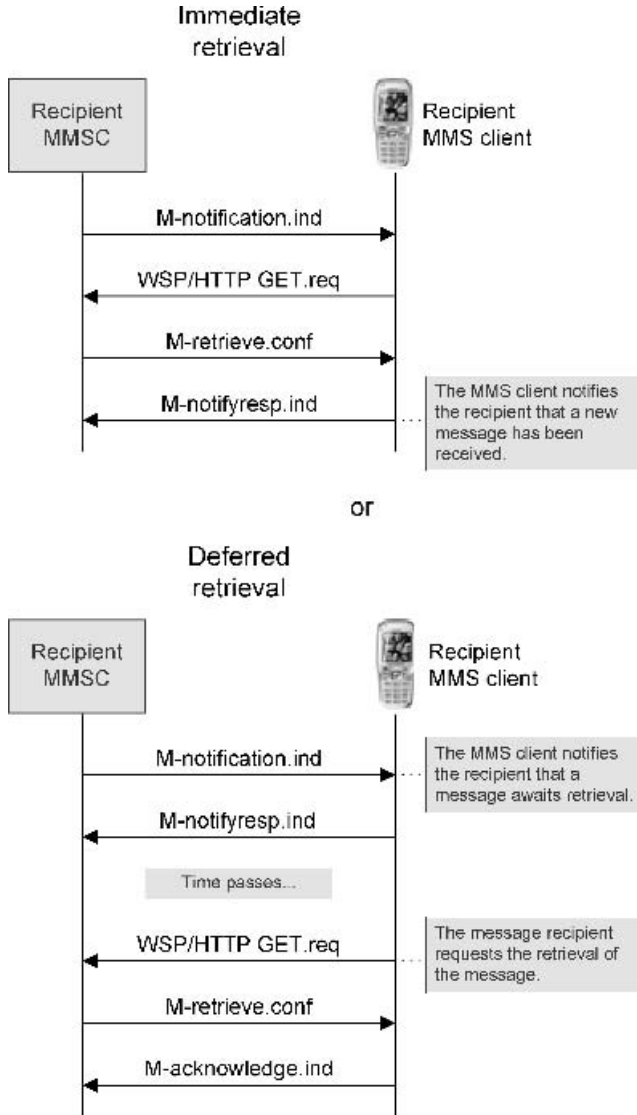 Immediate
retrieval
Recipient
MMSC
Recipient
MMS client
M-notification.ind
WSP/HTTP GET.req
M-retrieve.conf
M-notifyresp.ind
The MMS client notifies
the recipient that a new
message has been
received.
or
Deferred
retrieval
Recipient
MMSC
Recipient
MMS client
M-notification.ind
The MMS client notifies
the recipient that a
message awaits retrieval.
M-notifyresp.ind
Time passes...
WSP/HTTP GET.req
The message recipient
requests the retrieval of
the message.
M-retrieve.conf
M-acknowledge.ind